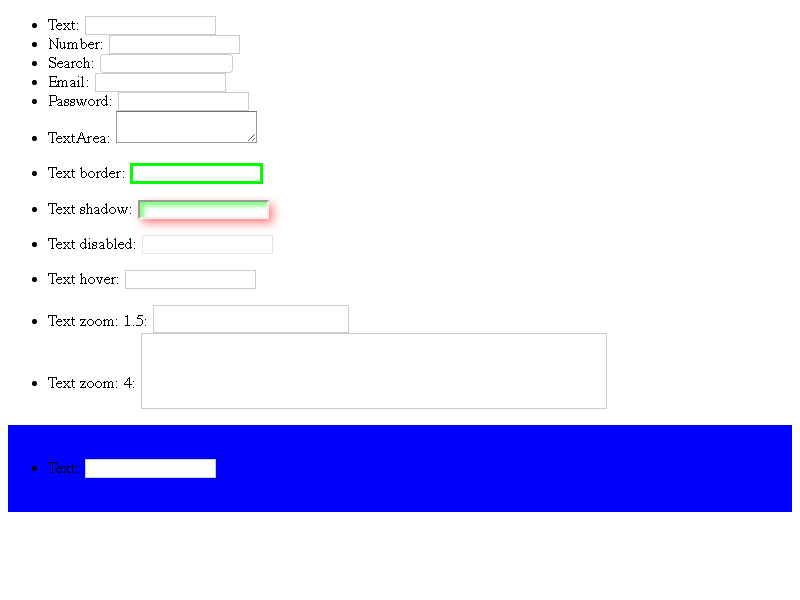 Text:
Number:
Search:
Email:
Password:
TextArea:
Text border:
Text shadow:
Text disabled:
Text hover:
Text zoom: 1.5:
Text zoom: 4:
Text: